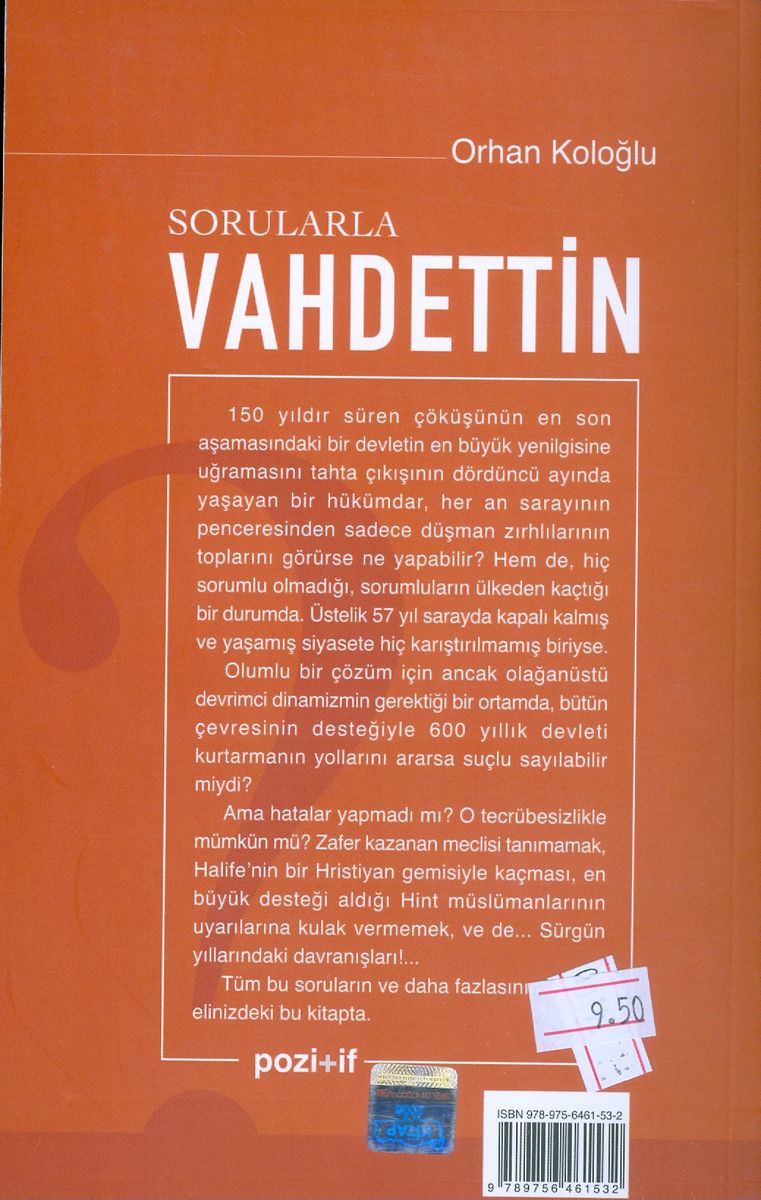 Orhan Koloğlu
SORULARLA
VAHDETTİN
150 yıldır süren çöküşünün en son
aşamasındaki bir devletin en büyük yenilgisine
uğramasını tahta çıkışının dördüncü ayında
yaşayan bir hükümdar, her an sarayının
penceresinden sadece düşman zırhlılarının
toplarını görürse ne yapabilir? Hem de, hiç
sorumlu olmadığı, sorumluların ülkeden kaçtığı
bir durumda. Üstelik 57 yıl sarayda kapalı kalmış
ve yaşamış siyasete hiç karıştırılmamış biriyse.
Olumlu bir çözüm için ancak olağanüstü
devrimci dinamizmin gerektiği bir ortamda, bütün
çevresinin desteğiyle 600 yıllık devleti
kurtarmanın yollarını ararsa suçlu sayılabilir
miydi?
Ama hatalar yapmadı mı? O tecrübesizlikle
mümkün mü? Zafer kazanan meclisi tanımamak,
Halife'nin bir Hristiyan gemisiyle kaçması, en
büyük desteği aldığı Hint müslümanlarının
uyarılarına kulak vermemek, ve de... Sürgün
yıllarındaki davranışları!...
Tüm bu soruların ve daha fazlasını
elinizdeki bu kitapta.
9.50
pozi+if
KİTAP
2006
ISBN 978-975-6461-53-2
9 789756 461532